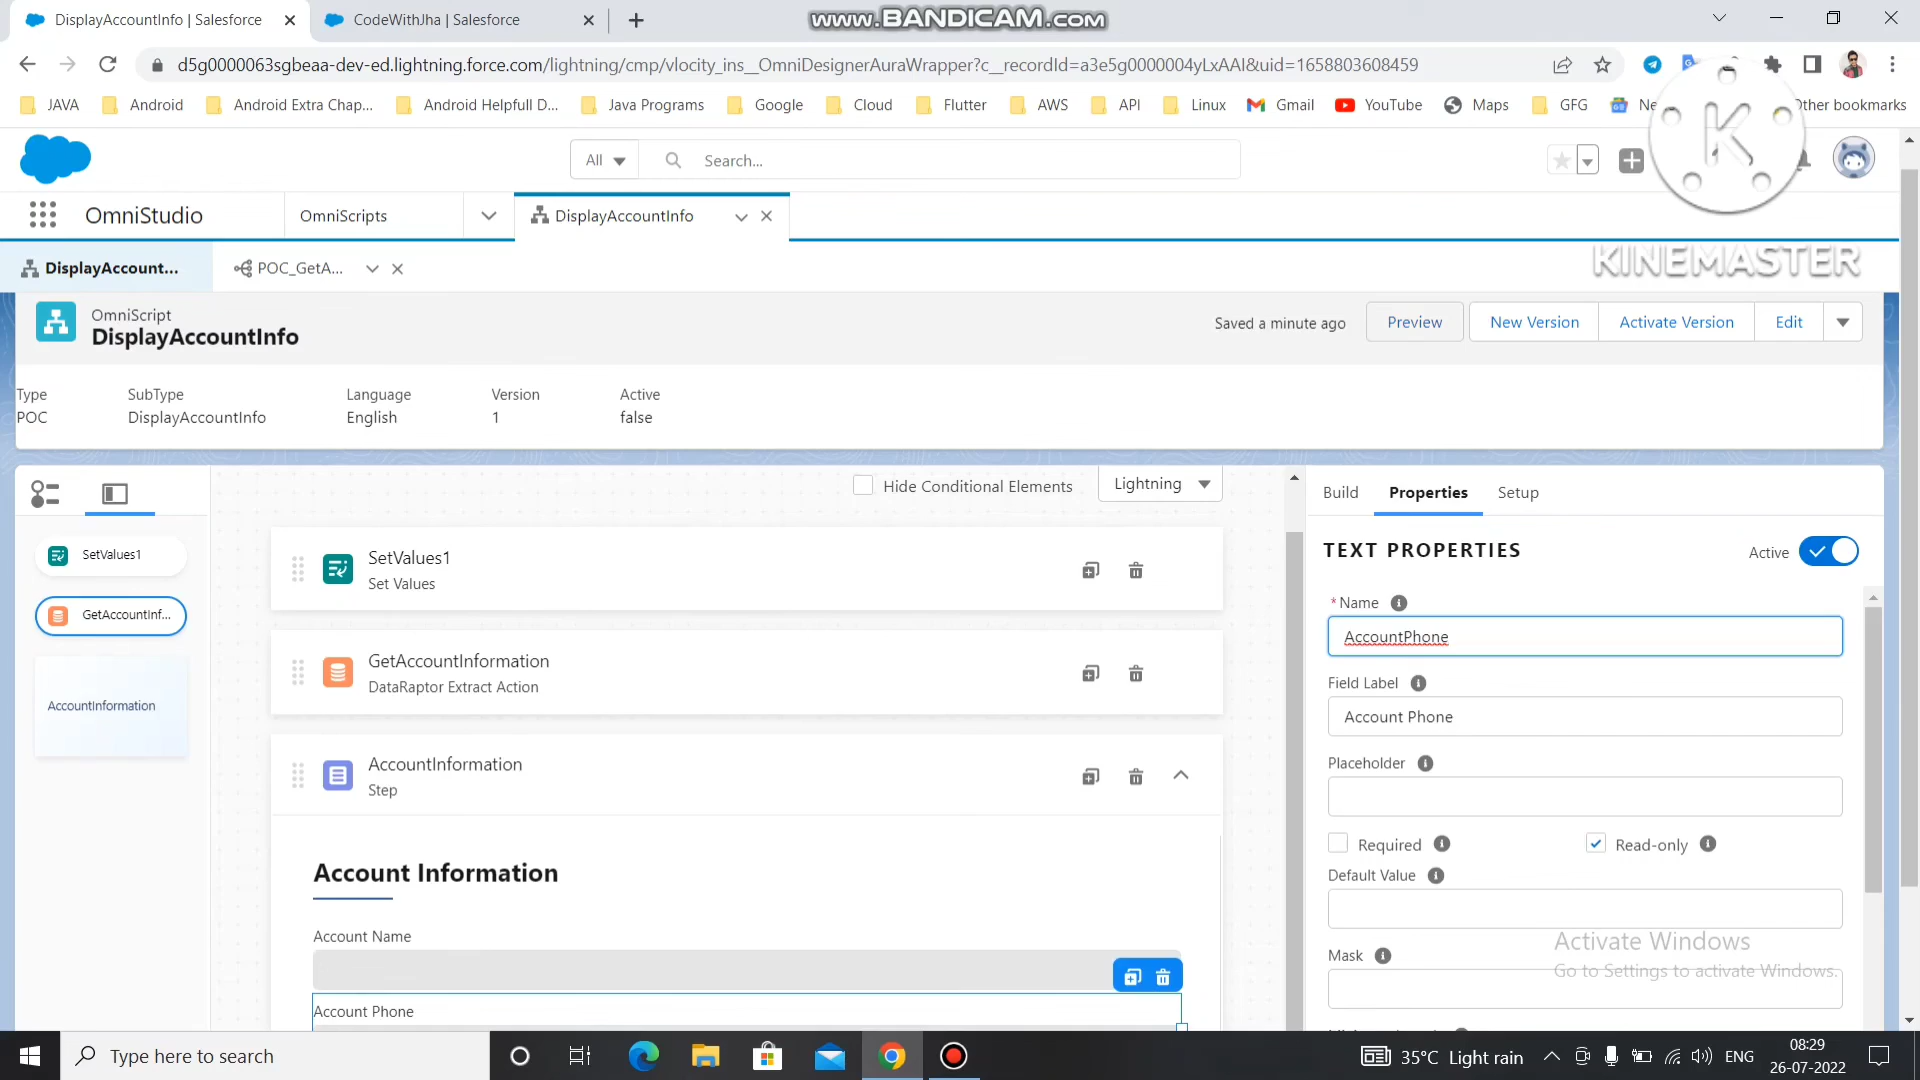 DisplayAccountInfo | Salesforce
CodeWithJha | Salesforce
www.BANDICAM.com
d5g0000063sgbeaa-dev-ed.lightning.force.com/lightning/cmp/vlocity_ins__OmniDesignerAuraWrapper?c__recordId=a3e5g0000004yLxAAI&uid=1658803608459
JAVA
Android
Android Extra Chap...
Android Helpfull D...
Java Programs
Google
Cloud
Flutter
AWS
API
Linux
Gmail
YouTube
Maps
GFG
Other bookmarks
All
Search...
K
KINEMASTER
OmniStudio
OmniScripts
DisplayAccountInfo
DisplayAccount...
POC_GetA...
OmniScript
DisplayAccountInfo
Saved a minute ago
Preview
New Version
Activate Version
Edit
Type
SubType
Language
Version
Active
POC
DisplayAccountInfo
English
1
false
Hide Conditional Elements
Lightning
Build
Properties
Setup
SetValues1
GetAccountInf...
AccountInformation
SetValues1
Set Values
GetAccountInformation
DataRaptor Extract Action
AccountInformation
Step
Account Information
Account Name
Account Phone
TEXT PROPERTIES
Active
* Name
AccountPhone
Field Label
Account Phone
Placeholder
Required
Read-only
Default Value
Mask
Activate Windows
Go to Settings to activate Windows.
Type here to search
35°C Light rain
ENG
08:29
26-07-2022